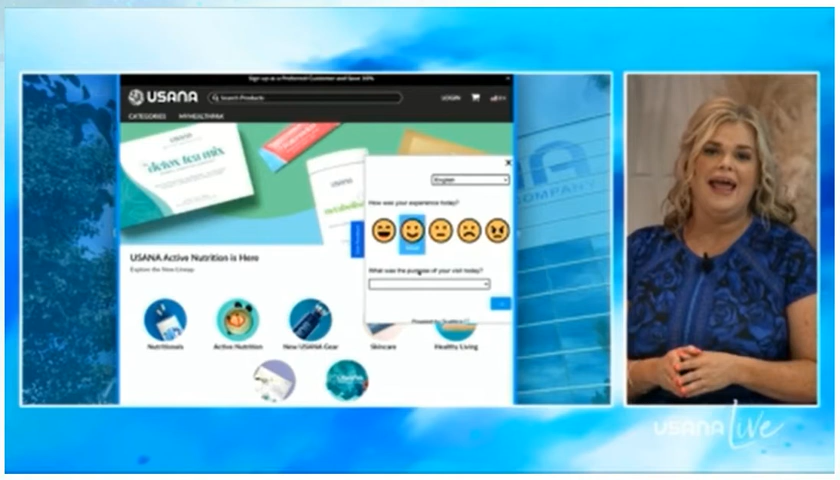 Sign up as a Preferred Customer and Save 10%
USANA
Search Products
LOGIN
CATEGORIES
MYHEALTHPAK
USANA
detox tea mix
English
How was your experience today?
What was the purpose of your visit today?
USANA Active Nutrition is Here
Explore the New Lineup
Nutritionals
Active Nutrition
New USANA Gear
Skincare
Healthy Living
COMPANY
USANA Live